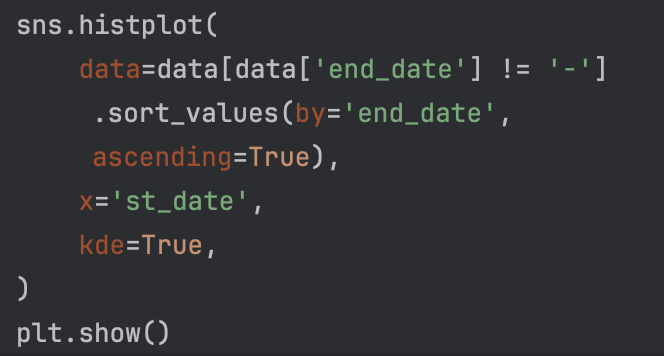 sns.histplot(
    data=data[data['end_date'] != '-']
     .sort_values(by='end_date',
     ascending=True),
    x='st_date',
    kde=True,
)
plt.show()